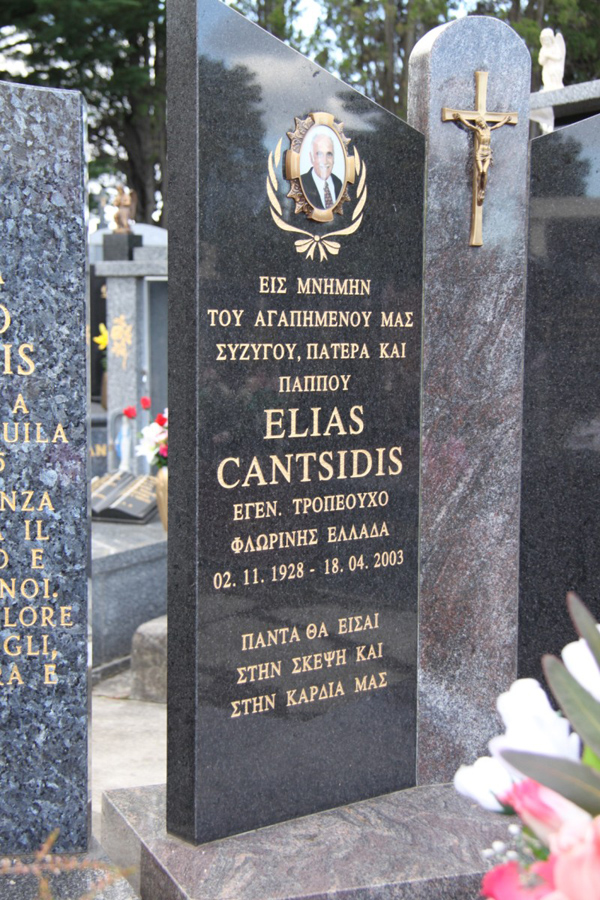 ΕΙΣ ΜΝΗΜΗΝ
ΤΟΥ ΑΓΑΠΗΜΕΝΟΥ ΜΑΣ
ΣΥΖΥΓΟΥ, ΠΑΤΕΡΑ ΚΑΙ
ΠΑΠΠΟΥ
ELIAS
CANTSIDIS
ΕΓΕΝ. ΤΡΟΠΕΟΥΧΟ
ΦΛΩΡΙΝΗΣ ΕΛΛΑΔΑ
02. 11. 1928 - 18. 04. 2003
ΠΑΝΤΑ ΘΑ ΕΙΣΑΙ
ΣΤΗΝ ΣΚΕΨΗ ΚΑΙ
ΣΤΗΝ ΚΑΡΔΙΑ ΜΑΣ
A
IL
E
E